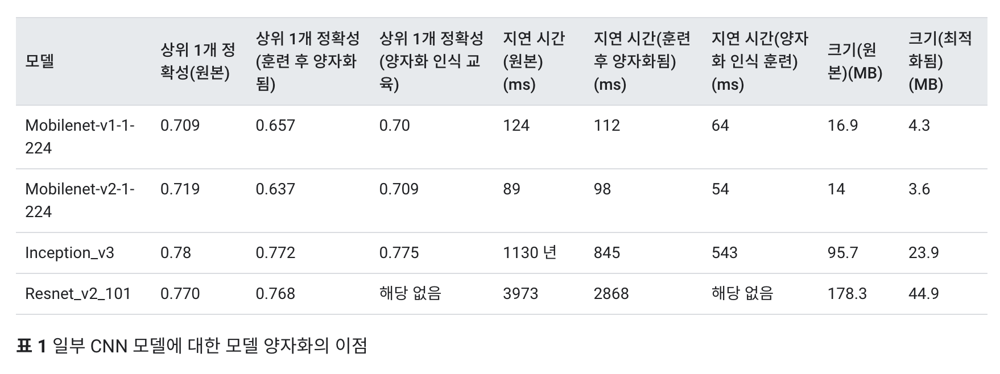 모델 상위 1개 정확성(원본) 상위 1개 정확성(훈련 후 양자화됨) 상위 1개 정확성(양자화 인식 교육) 지연 시간(원본)(ms) 지연 시간(훈련 후 양자화됨)(ms) 지연 시간(양자화 인식 훈련)(ms) 크기(원본)(MB) 크기(최적화됨)(MB)
Mobilenet-v1-1-224 0.709 0.657 0.70 124 112 64 16.9 4.3
Mobilenet-v2-1-224 0.719 0.637 0.709 89 98 54 14 3.6
Inception_v3 0.78 0.772 0.775 1130 년 845 543 95.7 23.9
Resnet_v2_101 0.770 0.768 해당 없음 3973 2868 해당 없음 178.3 44.9
표 1 일부 CNN 모델에 대한 모델 양자화의 이점